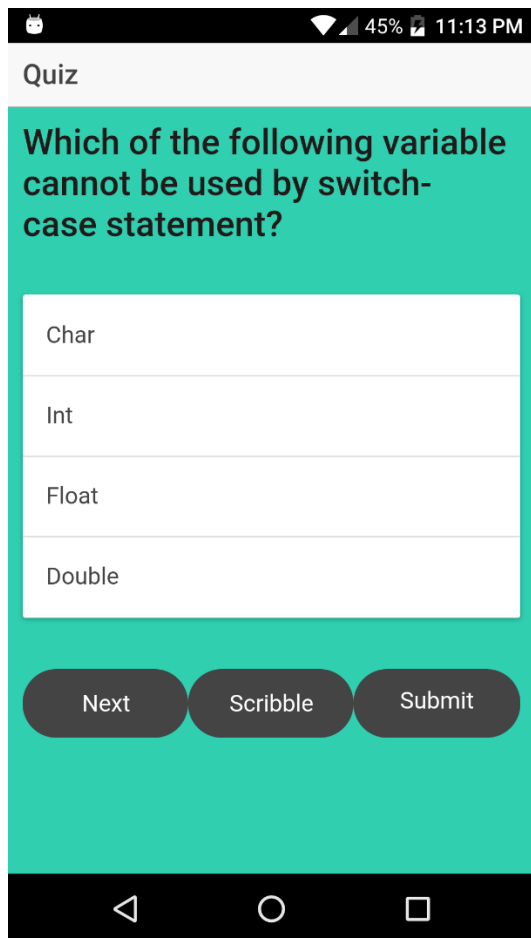 45% 11:13 PM
Quiz
Which of the following variable
cannot be used by switch-
case statement?
Char
Int
Float
Double
Next Scribble Submit